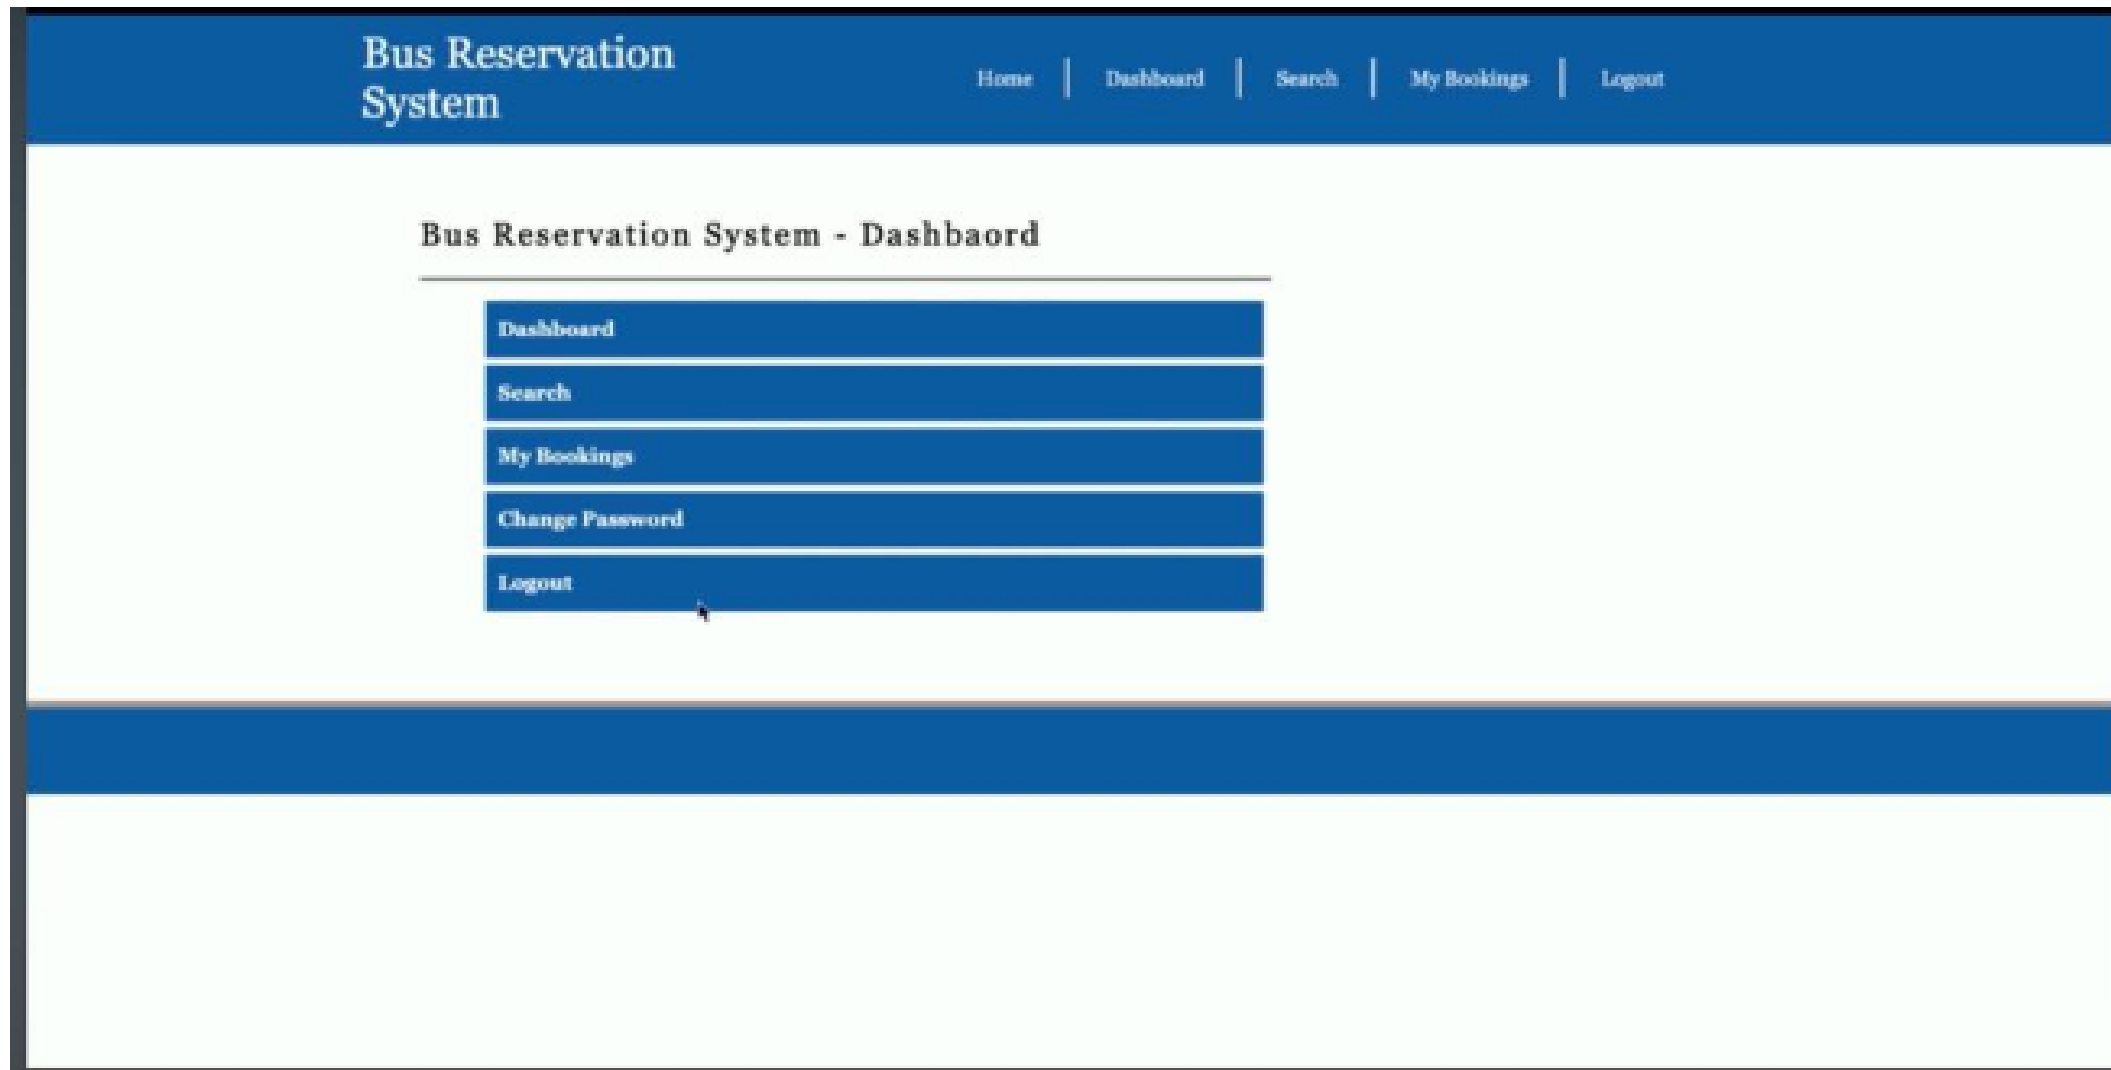 Bus Reservation
System
Home Dashboard Search My Bookings Logout
Bus Reservation System - Dashbaord
Dashboard
Search
My Bookings
Change Password
Logout